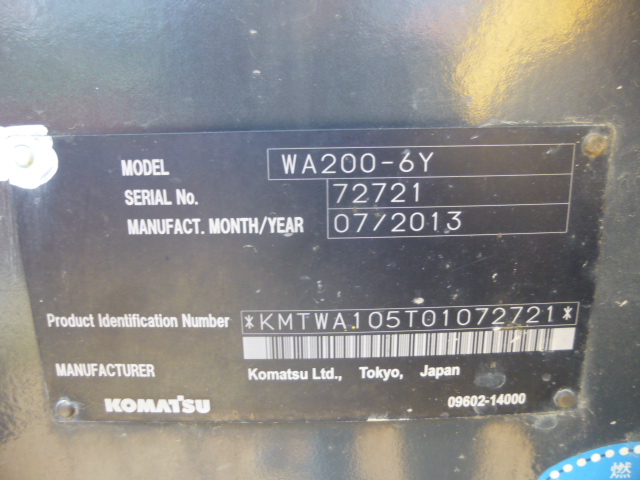 MODEL WA200-6Y
SERIAL No. 72721
MANUFACT. MONTH/YEAR 07/2013
Product Identification Number *KMTWA105T01072721*
MANUFACTURER Komatsu Ltd., Tokyo, Japan
KOMATSU 09602-14000
燃